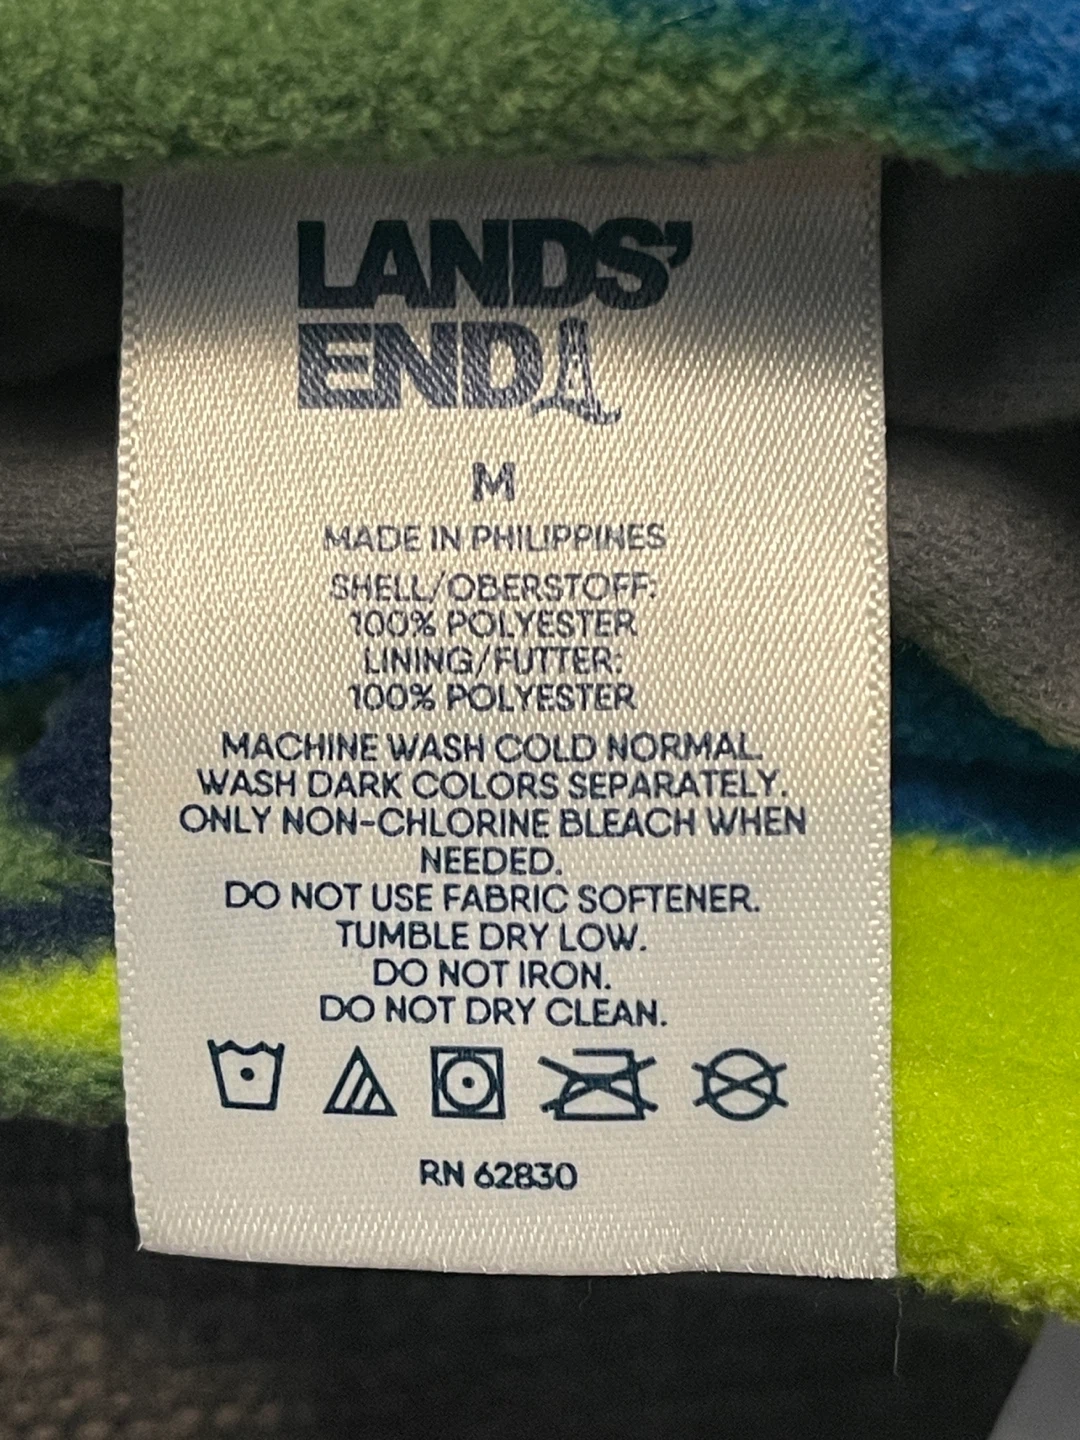 LANDS'
END
M
MADE IN PHILIPPINES
SHELL/OBERSTOFF:
100% POLYESTER
LINING/FUTTER:
100% POLYESTER
MACHINE WASH COLD NORMAL.
WASH DARK COLORS SEPARATELY.
ONLY NON-CHLORINE BLEACH WHEN
NEEDED.
DO NOT USE FABRIC SOFTENER.
TUMBLE DRY LOW.
DO NOT IRON.
DO NOT DRY CLEAN.
RN 62830